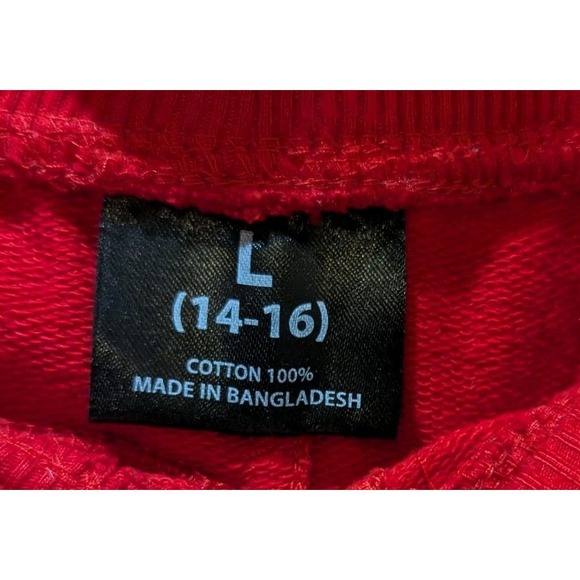 L
(14-16)
COTTON 100%
MADE IN BANGLADESH